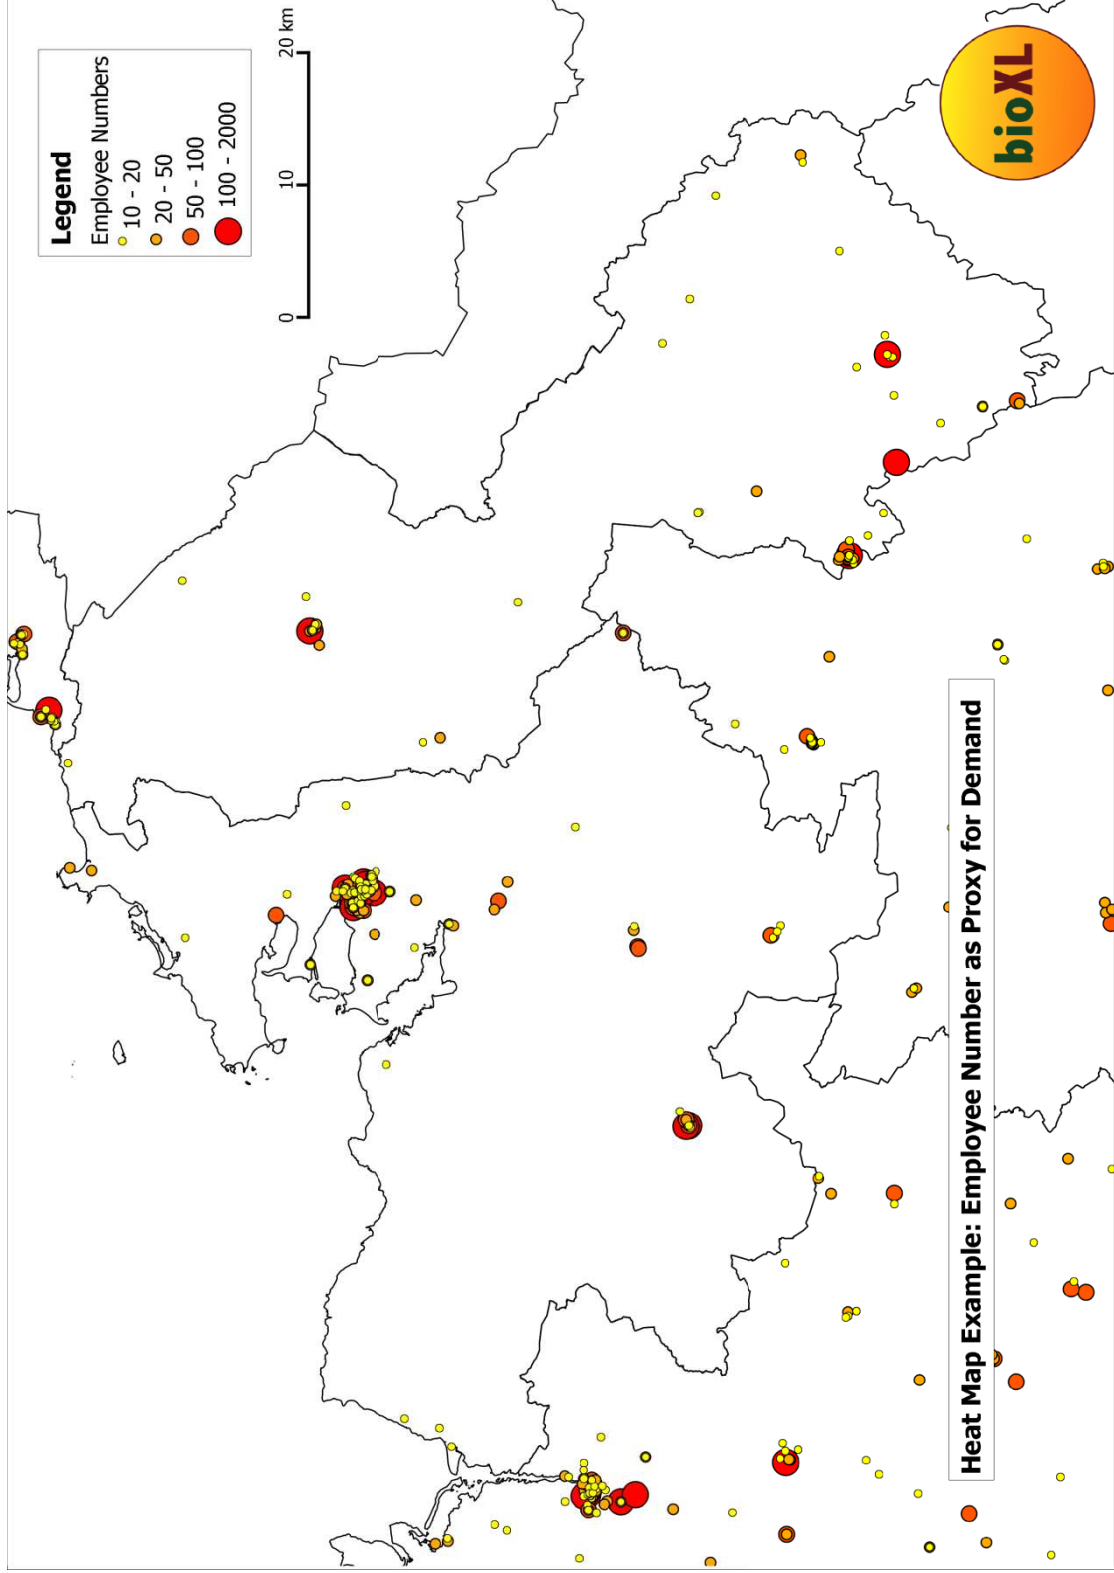 Legend
Employee Numbers
10 - 20
20 - 50
50 - 100
100 - 2000
0 10 20 km
Heat Map Example: Employee Number as Proxy for Demand
bioXL